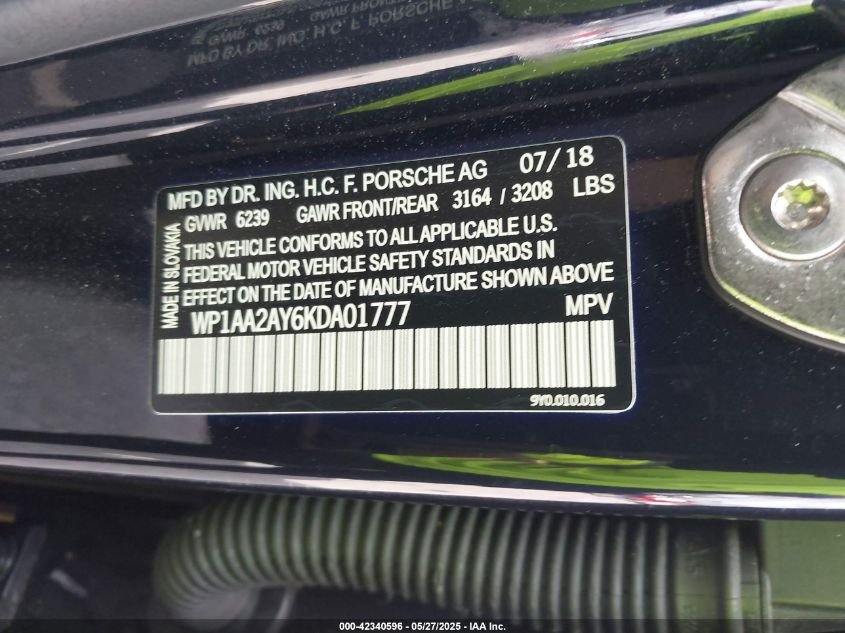 MFD BY DR. ING. H.C. F. PORSCHE AG 07/18
GVWR 6239 GAWR FRONT/REAR 3164 / 3208 LBS
THIS VEHICLE CONFORMS TO ALL APPLICABLE U.S.
FEDERAL MOTOR VEHICLE SAFETY STANDARDS IN
EFFECT ON THE DATE OF MANUFACTURE SHOWN ABOVE
MADE IN SLOVAKIA
WP1AA2AY6KDA01777 MPV
9Y0.010.016
000-42340596 - 05/27/2025 - IAA Inc.